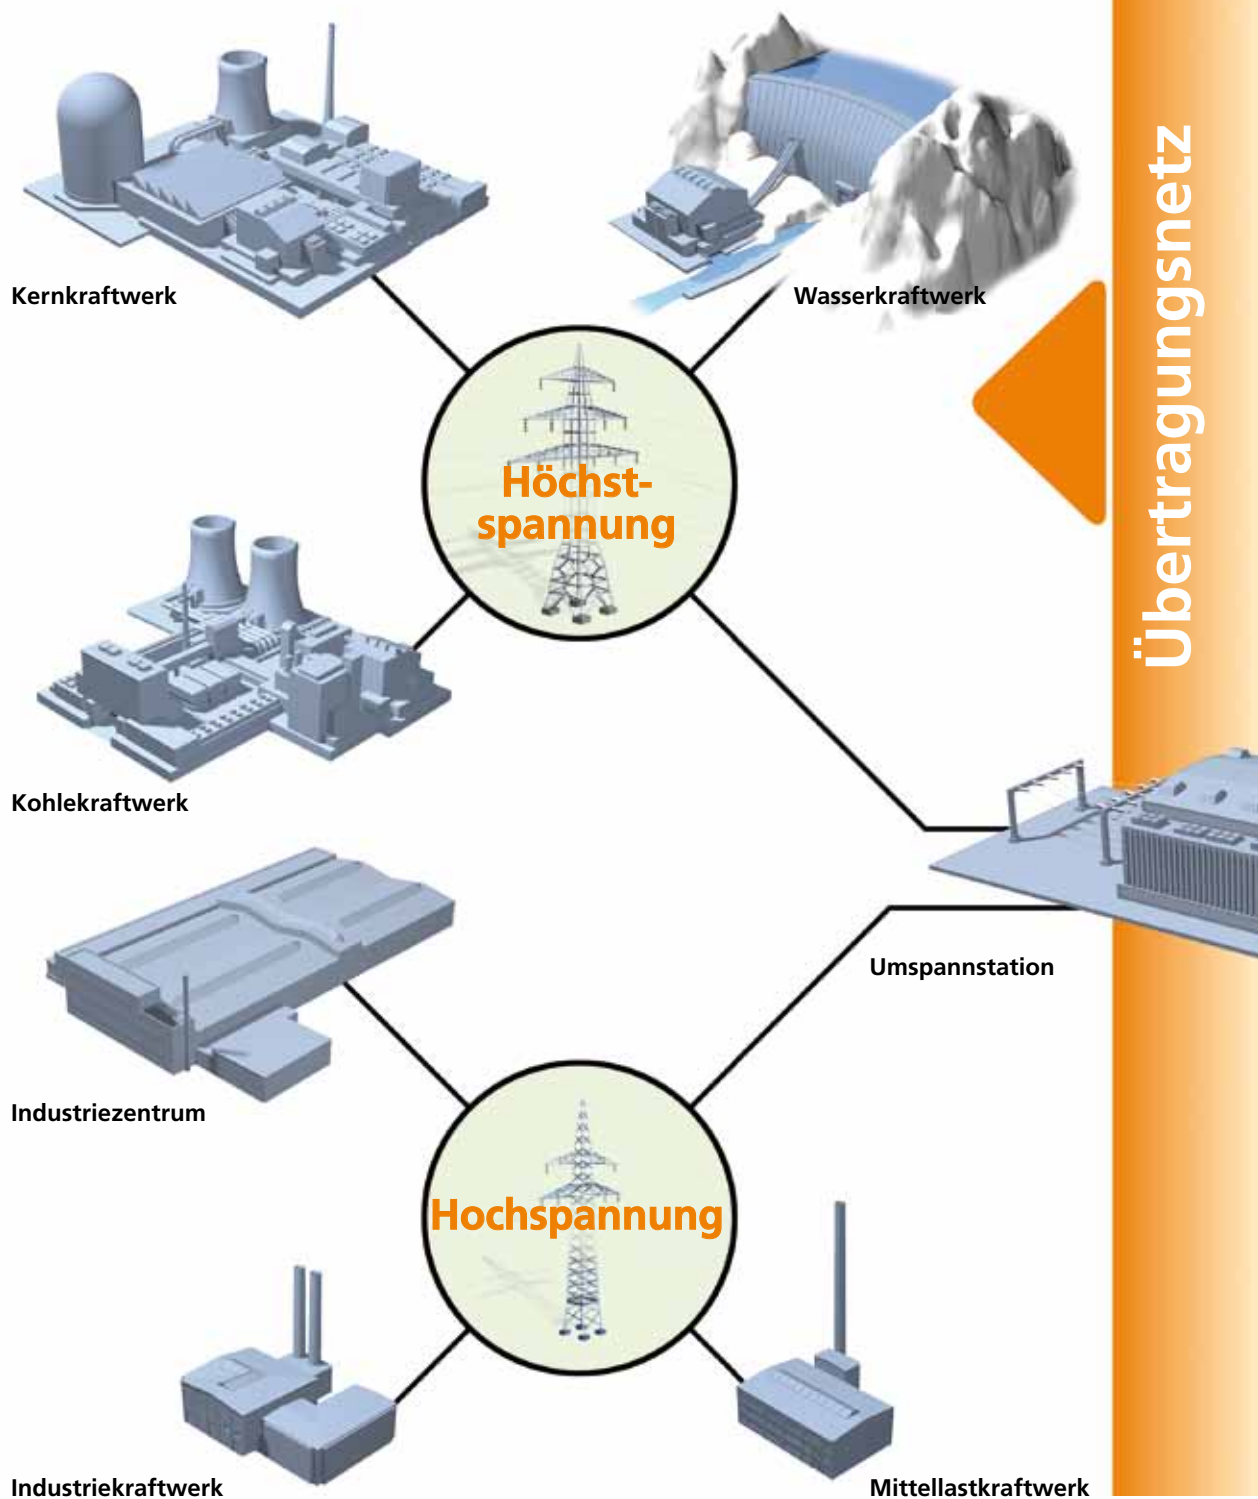 Kernkraftwerk
Wasserkraftwerk
Übertragungsnetz
Höchst-
spannung
Kohlekraftwerk
Umspannstation
Industriezentrum
Hochspannung
Industriekraftwerk
Mittellastkraftwerk